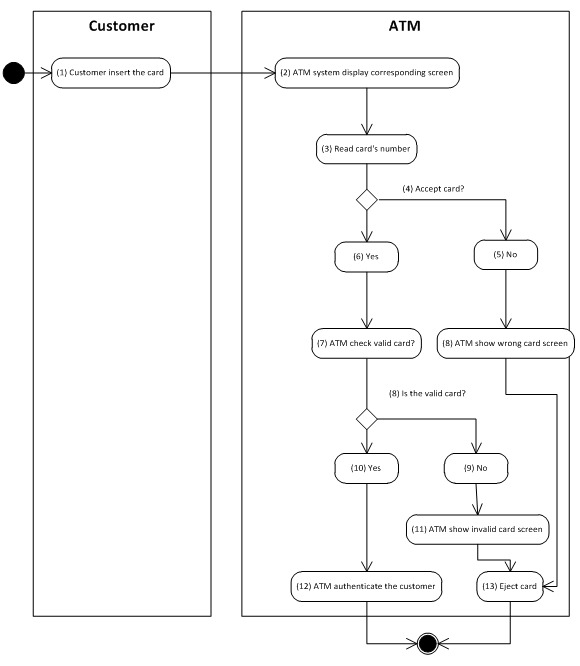 Customer
ATM
(1) Customer insert the card
(2) ATM system display corresponding screen
(3) Read card's number
(4) Accept card?
(6) Yes
(5) No
(7) ATM check valid card?
(8) ATM show wrong card screen
(8) Is the valid card?
(10) Yes
(9) No
(11) ATM show invalid card screen
(12) ATM authenticate the customer
(13) Eject card